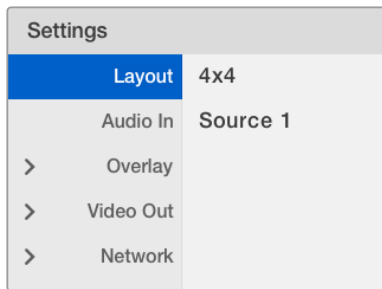 Settings
Layout 4x4
Audio In Source 1
Overlay
Video Out
Network